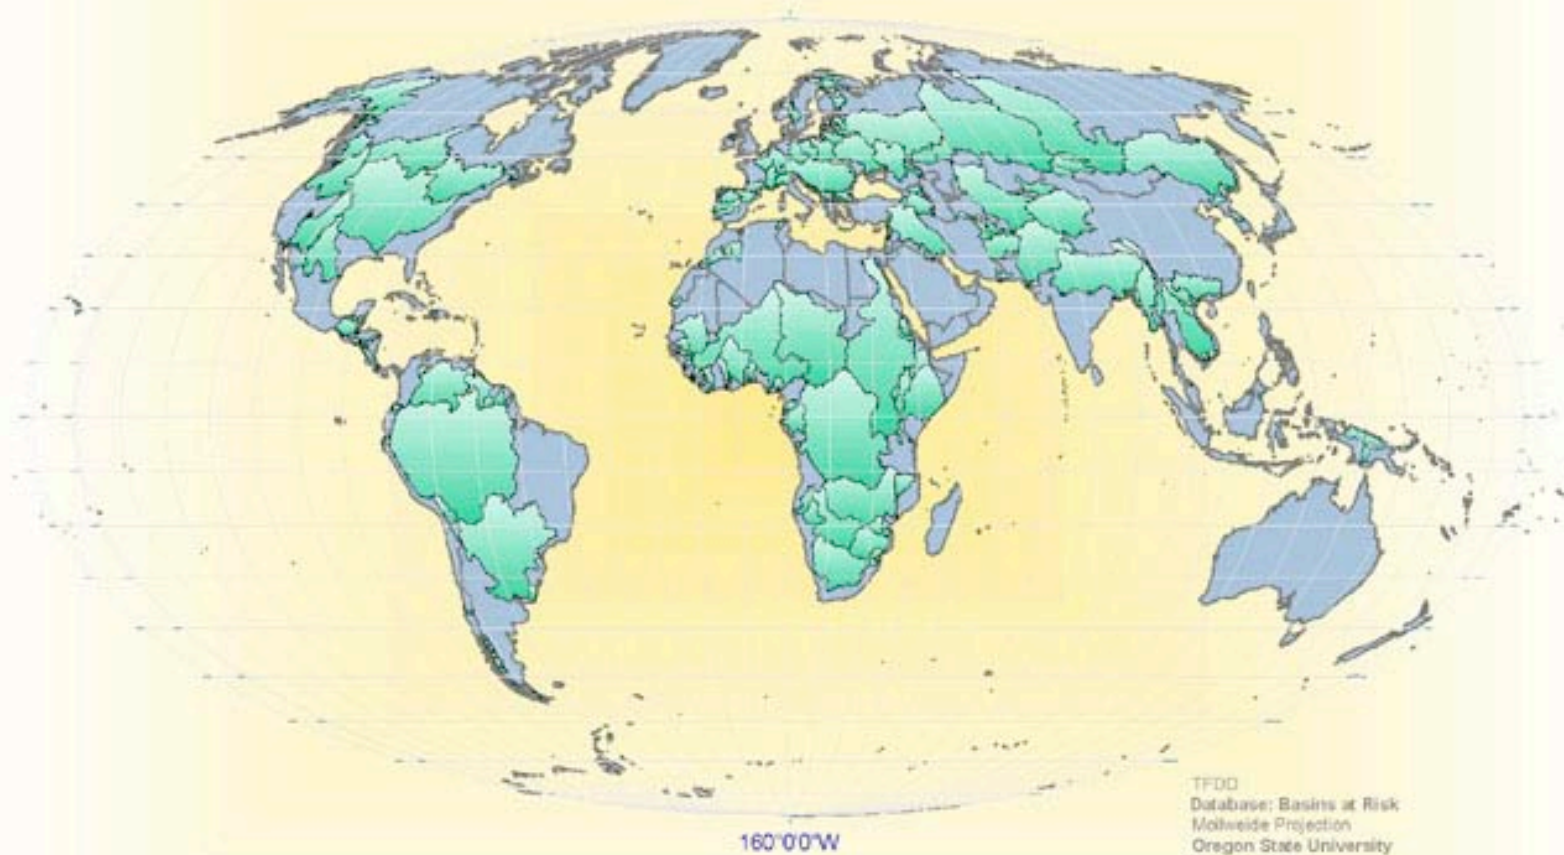 160°0'0"W
TFDD
Database: Basins at Risk
Mollweide Projection
Oregon State University